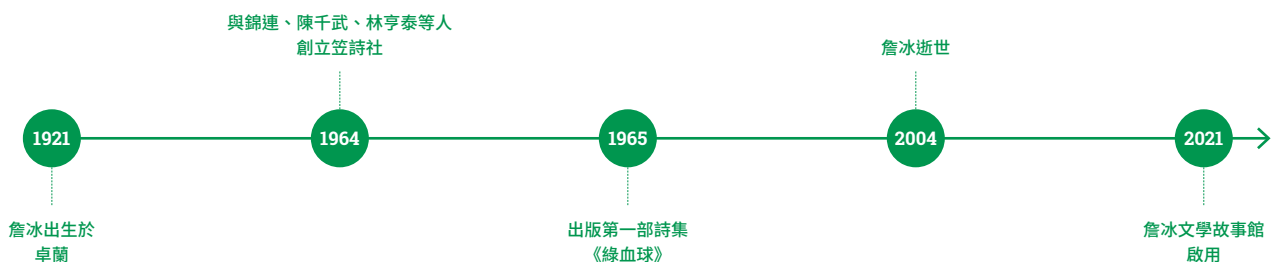 1921
詹冰出生於
卓蘭
與錦連、陳千武、林亨泰等人
創立笠詩社
1964
1965
出版第一部詩集
《綠血球》
詹冰逝世
2004
2021
詹冰文學故事館
啟用